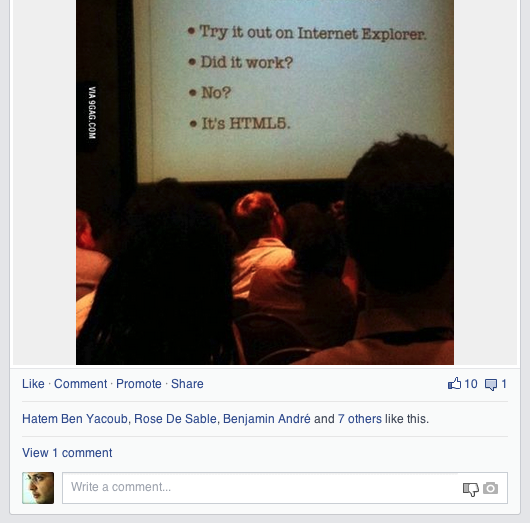 • Try it out on Internet Explorer.
• Did it work?
• No?
• It's HTML5.
VIA 9GAG.COM
Like · Comment · Promote · Share 10 1
Hatem Ben Yacoub, Rose De Sable, Benjamin André and 7 others like this.
View 1 comment
Write a comment...